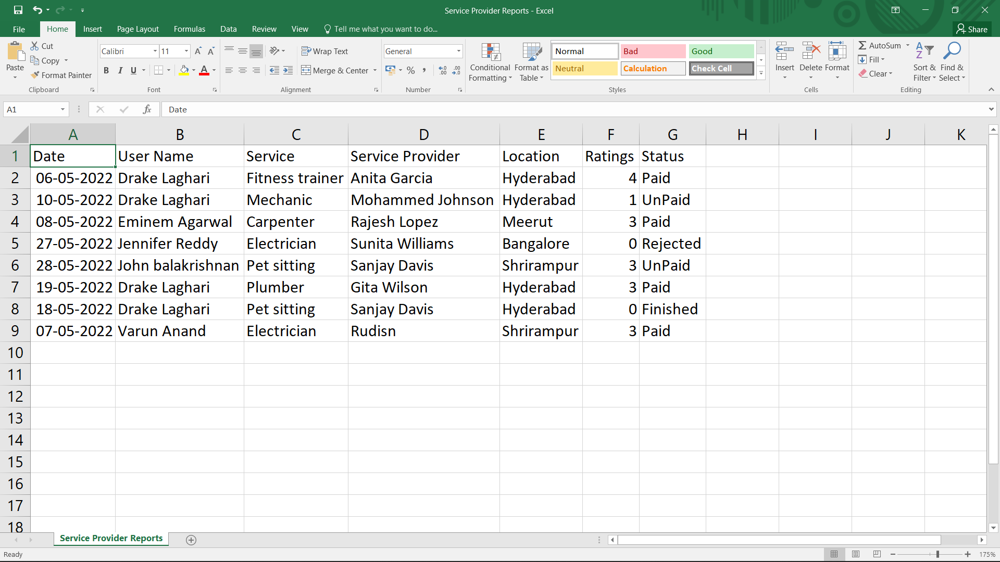 Service Provider Reports - Excel
File Home Insert Page Layout Formulas Data Review View Tell me what you want to do... Share
Paste Cut Copy Format Painter
Calibri 11 A A
B I U A
Wrap Text
Merge & Center
General
% ,
Conditional Formatting Format as Table
Normal Bad Good
Neutral Calculation Check Cell
Insert Delete Format
AutoSum Fill Clear
Sort & Filter Find & Select
Clipboard Font Alignment Number Styles Cells Editing
A1 fx Date
A B C D E F G H I J K
1 Date User Name Service Service Provider Location Ratings Status
2 06-05-2022 Drake Laghari Fitness trainer Anita Garcia Hyderabad 4 Paid
3 10-05-2022 Drake Laghari Mechanic Mohammed Johnson Hyderabad 1 UnPaid
4 08-05-2022 Eminem Agarwal Carpenter Rajesh Lopez Meerut 3 Paid
5 27-05-2022 Jennifer Reddy Electrician Sunita Williams Bangalore 0 Rejected
6 28-05-2022 John balakrishnan Pet sitting Sanjay Davis Shrirampur 3 UnPaid
7 19-05-2022 Drake Laghari Plumber Gita Wilson Hyderabad 3 Paid
8 18-05-2022 Drake Laghari Pet sitting Sanjay Davis Hyderabad 0 Finished
9 07-05-2022 Varun Anand Electrician Rudisn Shrirampur 3 Paid
10
11
12
13
14
15
16
17
18
Service Provider Reports
Ready 175%